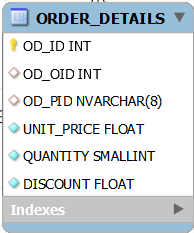 ORDER_DETAILS
OD_ID INT
OD_OID INT
OD_PID NVARCHAR(8)
UNIT_PRICE FLOAT
QUANTITY SMALLINT
DISCOUNT FLOAT
Indexes